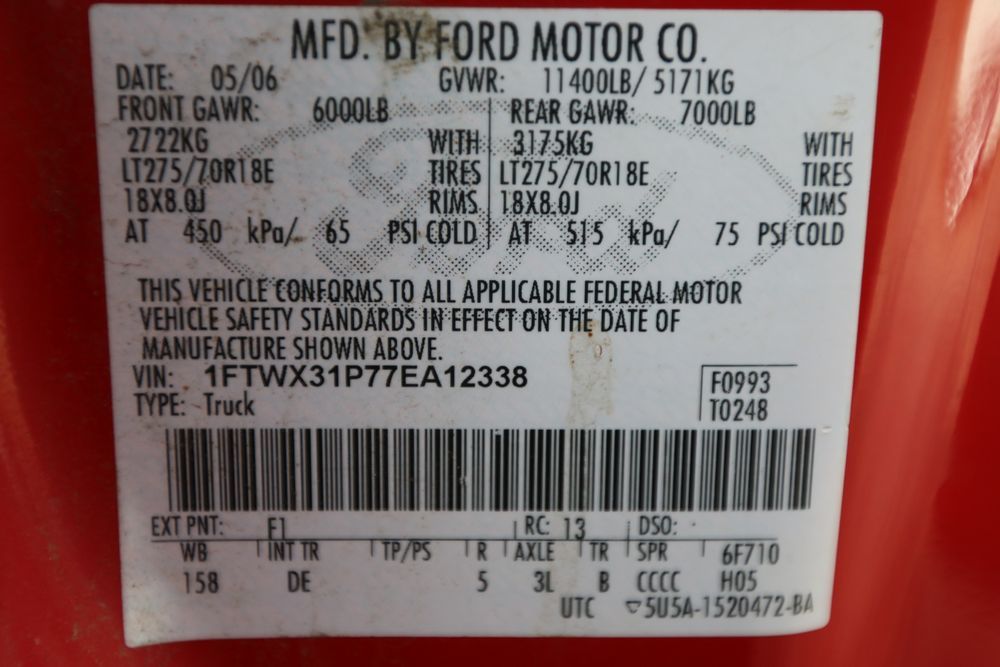 MFD. BY FORD MOTOR CO.
DATE: 05/06 GVWR: 11400LB/ 5171KG
FRONT GAWR: 6000LB REAR GAWR: 7000LB
2722KG WITH 3175KG WITH
LT275/70R18E TIRES LT275/70R18E TIRES
18X8.0J RIMS 18X8.0J RIMS
AT 450 kPa/ 65 PSI COLD AT 515 kPa/ 75 PSI COLD
Ford
THIS VEHICLE CONFORMS TO ALL APPLICABLE FEDERAL MOTOR
VEHICLE SAFETY STANDARDS IN EFFECT ON THE DATE OF
MANUFACTURE SHOWN ABOVE.
VIN: 1FTWX31P77EA12338 F0993
TYPE: Truck T0248
EXT PNT: F1 RC: 13 DSO:
WB INT TR TP/PS R AXLE TR SPR 6F710
158 DE 5 3L B CCCC H05
UTC ▽5U5A-1520472-BA